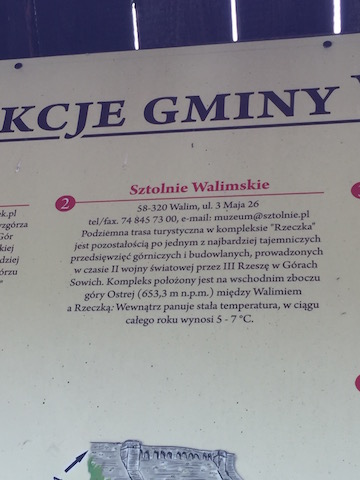 KCJE GMINY
2
Sztolnie Walimskie
58-320 Walim, ul. 3 Maja 26
tel/fax. 74 845 73 00, e-mail: muzeum@sztolnie.pl
Podziemna trasa turystyczna w kompleksie "Rzeczka"
jest pozostałością po jednym z najbardziej tajemniczych
przedsięwzięć górniczych i budowlanych, prowadzonych
w czasie II wojny światowej przez III Rzeszę w Górach
Sowich. Kompleks położony jest na wschodnim zboczu
góry Ostrej (653,3 m n.p.m.) między Walimiem
a Rzeczką: Wewnątrz panuje stała temperatura, w ciągu
całego roku wynosi 5 - 7 °C.
ek.pl
zgórza
Gór
kiej
dziej
órzu
"